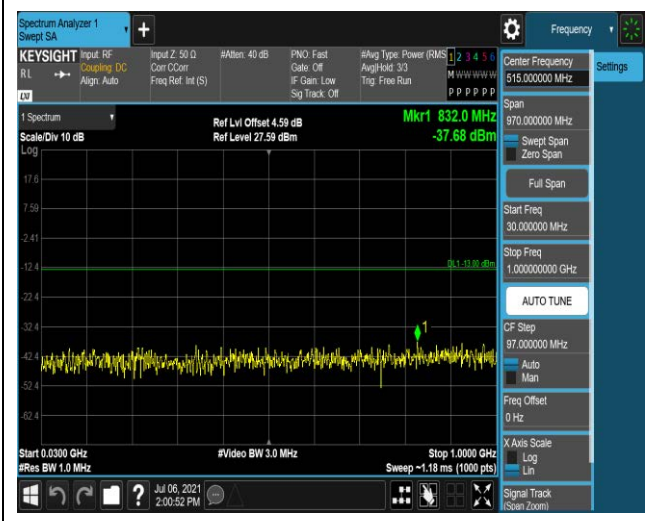 Spectrum Analyzer 1
Swept SA
+
Frequency
KEYSIGHT
RL
LXI
Input: RF
Coupling: DC
Align: Auto
Input Z: 50 Ω
Corr CCorr
Freq Ref: Int (S)
#Atten: 40 dB
PNO: Fast
Gate: Off
IF Gain: Low
Sig Track: Off
#Avg Type: Power (RMS
Avg|Hold: 3/3
Trig: Free Run
1 2 3 4 5 6
M W W W W W
P P P P P P
1 Spectrum
Scale/Div 10 dB
Log
Ref Lvl Offset 4.59 dB
Ref Level 27.59 dBm
Mkr1 832.0 MHz
-37.68 dBm
17.6
7.59
-2.41
-12.4
-22.4
-32.4
-42.4
-52.4
-62.4
DL1 -13.00 dBm
1
Start 0.0300 GHz
#Res BW 1.0 MHz
#Video BW 3.0 MHz
Stop 1.0000 GHz
Sweep ~1.18 ms (1000 pts)
Jul 06, 2021
2:00:52 PM
?
Center Frequency
515.000000 MHz
Span
970.000000 MHz
Swept Span
Zero Span
Full Span
Start Freq
30.000000 MHz
Stop Freq
1.000000000 GHz
AUTO TUNE
CF Step
97.000000 MHz
Auto
Man
Freq Offset
0 Hz
X Axis Scale
Log
Lin
Signal Track
(Span Zoom)
Settings